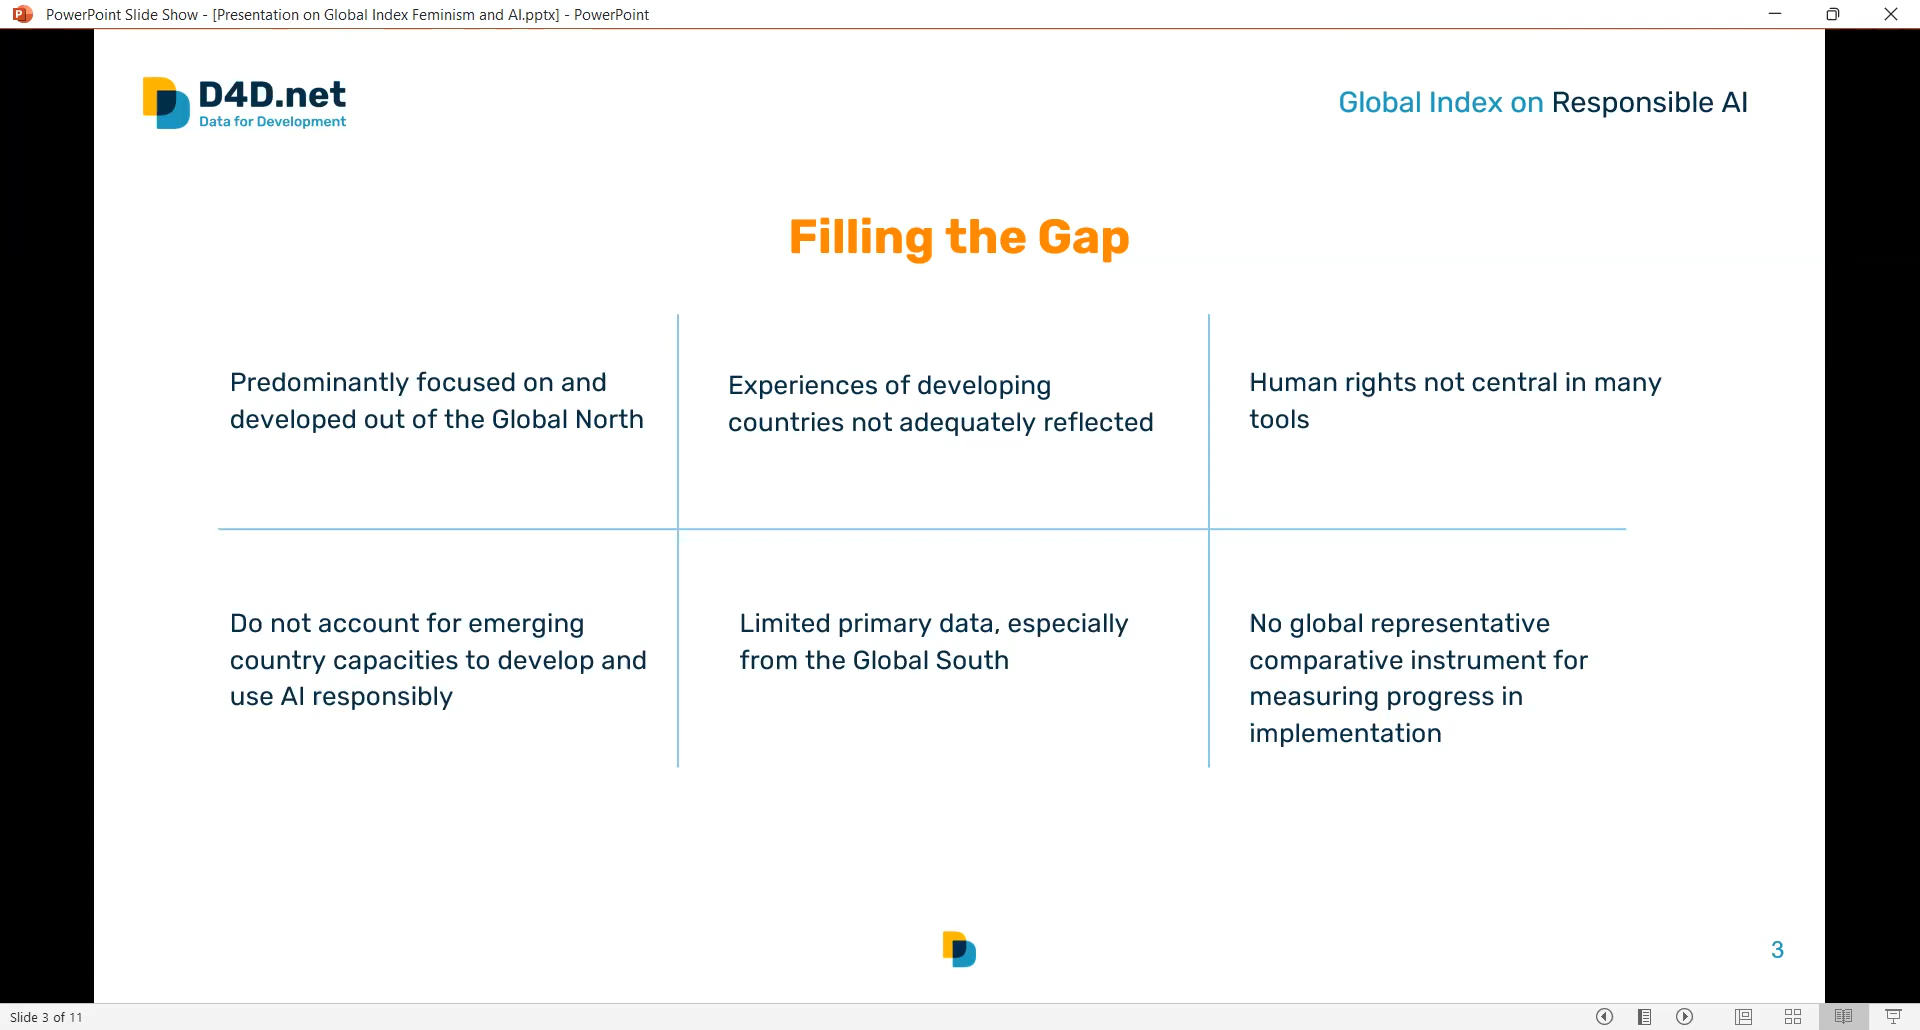 PowerPoint Slide Show - [Presentation on Global Index Feminism and AI.pptx] - PowerPoint
D4D.net
Data for Development
Global Index on Responsible AI
Filling the Gap
Predominantly focused on and
developed out of the Global North
Experiences of developing
countries not adequately reflected
Human rights not central in many
tools
Do not account for emerging
country capacities to develop and
use AI responsibly
Limited primary data, especially
from the Global South
No global representative
comparative instrument for
measuring progress in
implementation
3
Slide 3 of 11